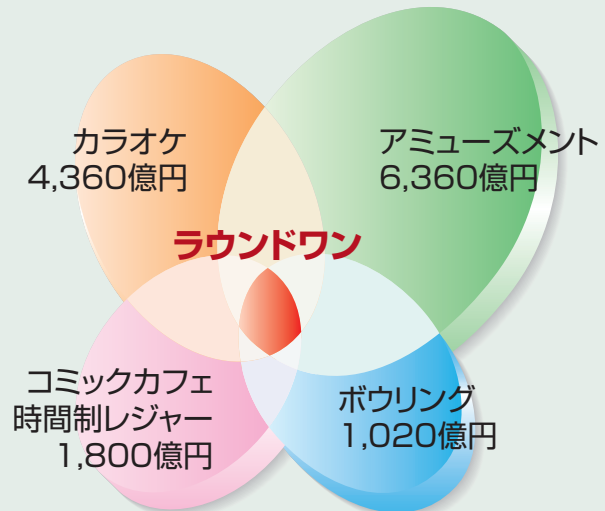 カラオケ
4,360億円
アミューズメント
6,360億円
ラウンドワン
コミックカフェ
時間制レジャー
1,800億円
ボウリング
1,020億円